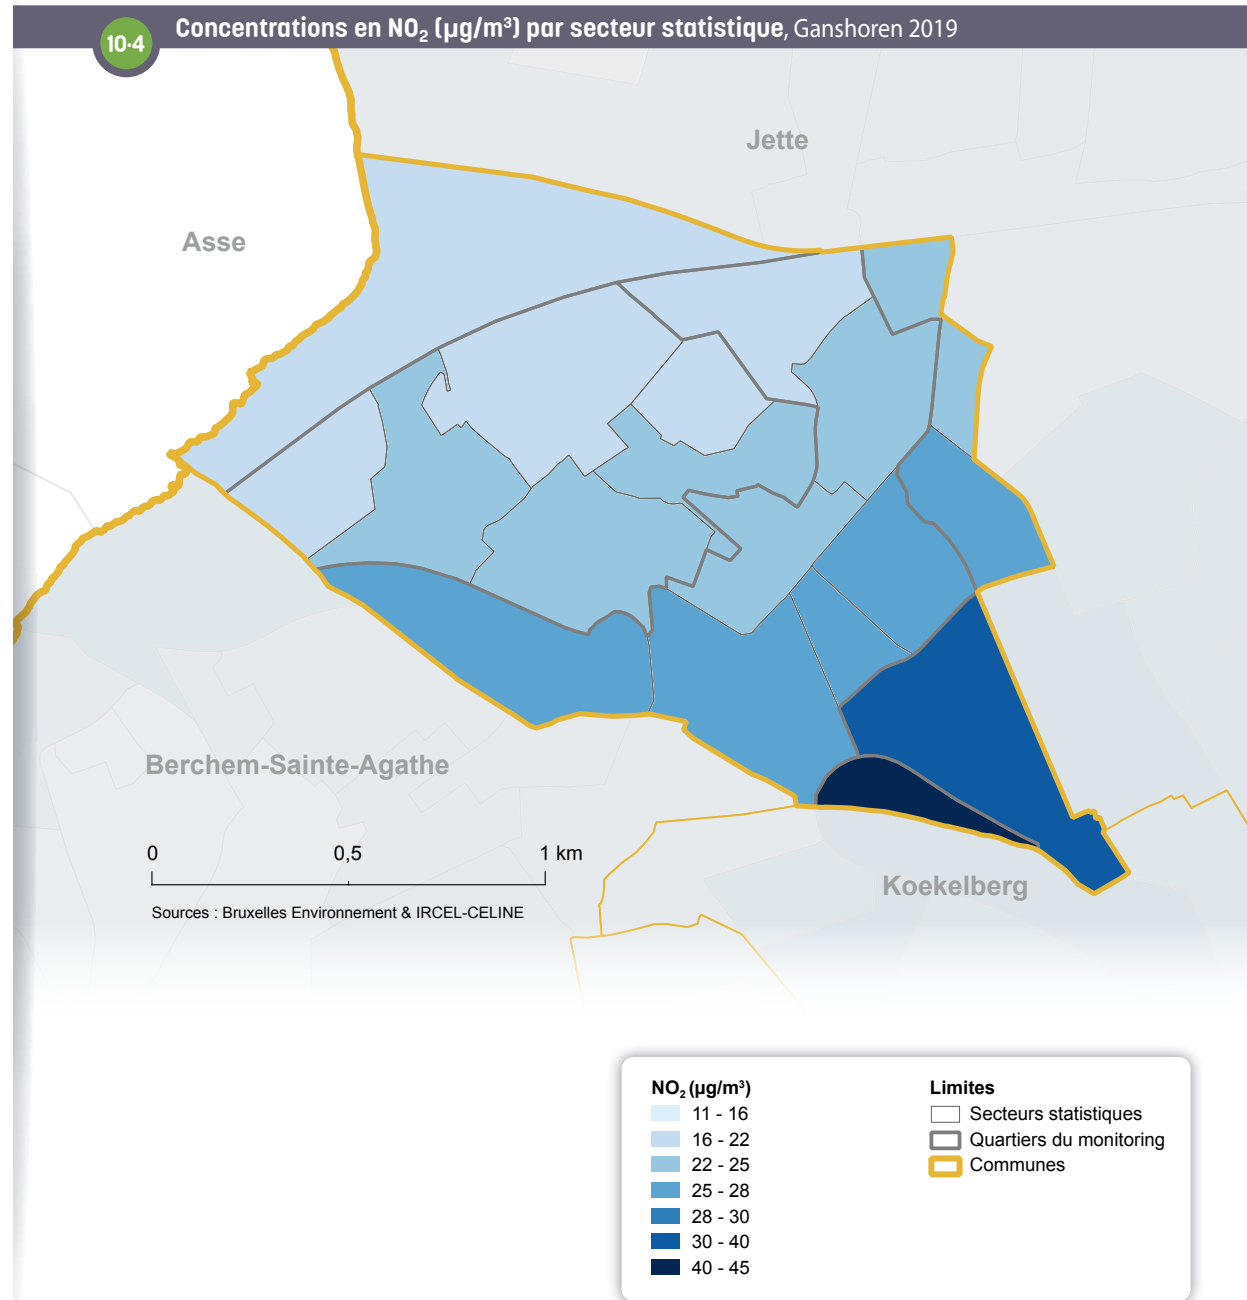 10·4
Concentrations en NO₂ (µg/m³) par secteur statistique, Ganshoren 2019
Jette
Asse
Berchem-Sainte-Agathe
Koekelberg
0 0,5 1 km
Sources : Bruxelles Environnement & IRCEL-CELINE
NO₂ (µg/m³)
11 - 16
16 - 22
22 - 25
25 - 28
28 - 30
30 - 40
40 - 45
Limites
Secteurs statistiques
Quartiers du monitoring
Communes